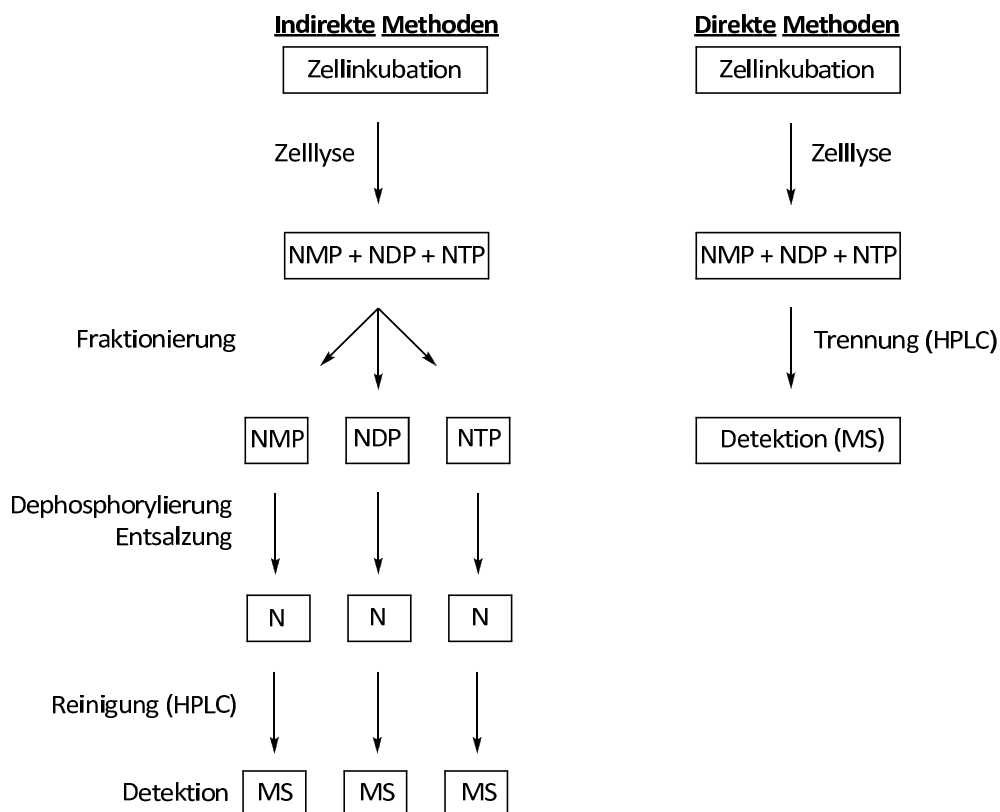 Indirekte Methoden
Zellinkubation
Zelllyse
NMP + NDP + NTP
Fraktionierung
NMP
NDP
NTP
Dephosphorylierung
Entsalzung
N
N
N
Reinigung (HPLC)
Detektion
MS
MS
MS
Direkte Methoden
Zellinkubation
Zelllyse
NMP + NDP + NTP
Trennung (HPLC)
Detektion (MS)